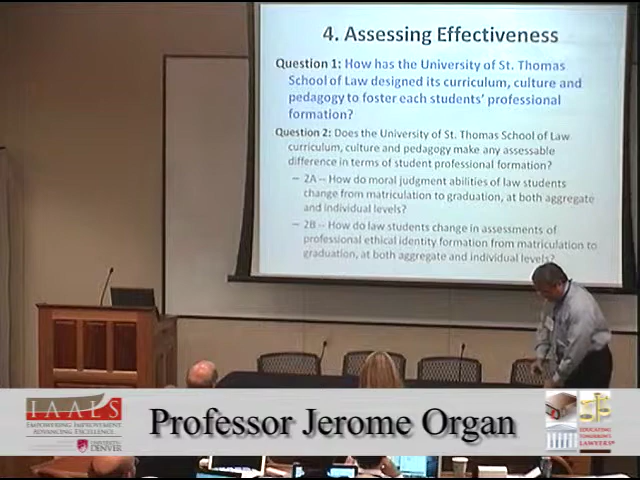 4. Assessing Effectiveness
Question 1: How has the University of St. Thomas
School of Law designed its curriculum, culture and
pedagogy to foster each students' professional
formation?
Question 2: Does the University of St. Thomas School of Law
curriculum, culture and pedagogy make any assessable
difference in terms of student professional formation?
– 2A -- How do moral judgment abilities of law students
change from matriculation to graduation, at both aggregate
and individual levels?
– 2B -- How do law students change in assessments of
professional ethical identity formation from matriculation to
graduation, at both aggregate and individual levels?
IAALS
EMPOWERING IMPROVEMENT
ADVANCING EXCELLENCE
UNIVERSITY OF
DENVER
Professor Jerome Organ
EDUCATING
TOMORROW'S
LAWYERS